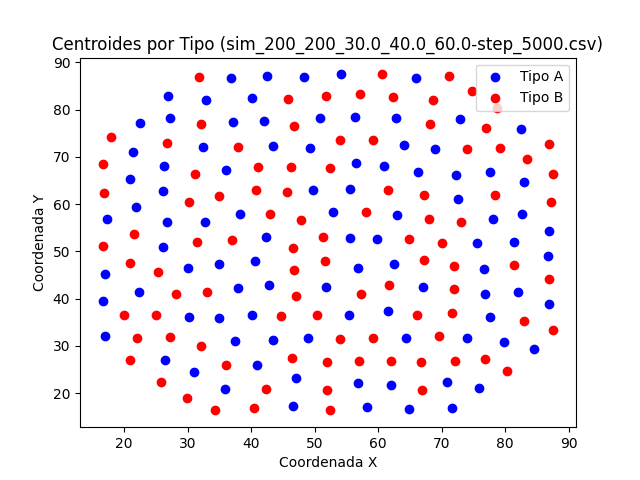 Centroides por Tipo (sim_200_200_30.0_40.0_60.0-step_5000.csv)
Tipo A
Tipo B
Coordenada Y
90
80
70
60
50
40
30
20
20 30 40 50 60 70 80 90
Coordenada X